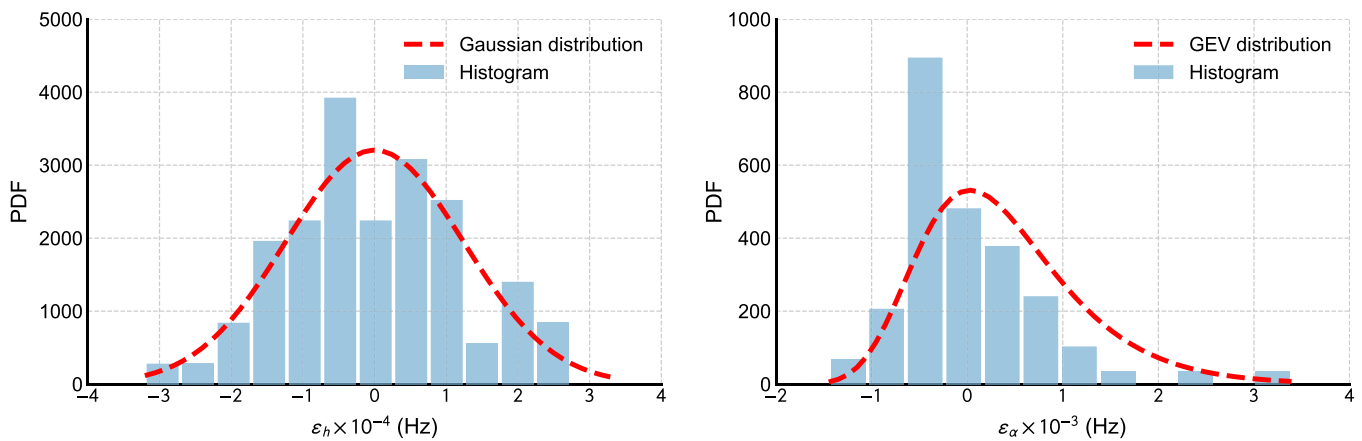 5000
4000
3000
2000
1000
0
PDF
Gaussian distribution
Histogram
−4 −3 −2 −1 0 1 2 3 4
ε_h × 10⁻⁴ (Hz)
1000
800
600
400
200
0
PDF
GEV distribution
Histogram
−2 −1 0 1 2 3 4
ε_α × 10⁻³ (Hz)